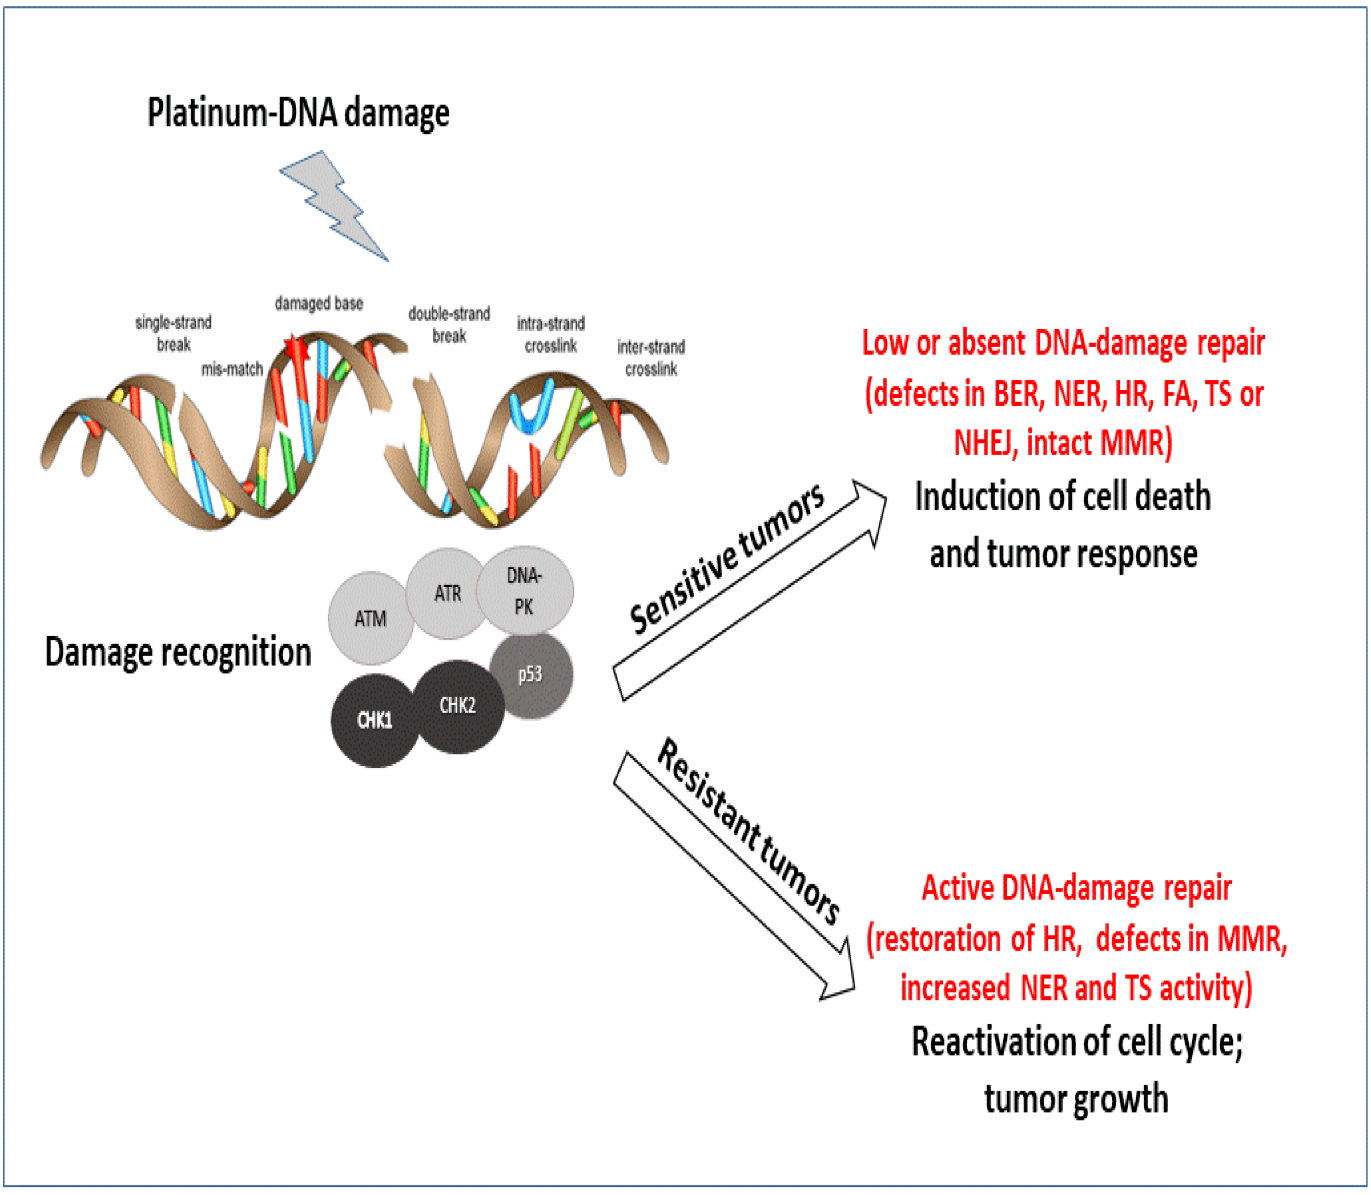 Platinum-DNA damage
single-strand
break
mis-match
damaged base
double-strand
break
intra-strand
crosslink
inter-strand
crosslink
Damage recognition
ATM
ATR
DNA-
PK
p53
CHK1
CHK2
Sensitive tumors
Low or absent DNA-damage repair
(defects in BER, NER, HR, FA, TS or
NHEJ, intact MMR)
Induction of cell death
and tumor response
Resistant tumors
Active DNA-damage repair
(restoration of HR, defects in MMR,
increased NER and TS activity)
Reactivation of cell cycle;
tumor growth